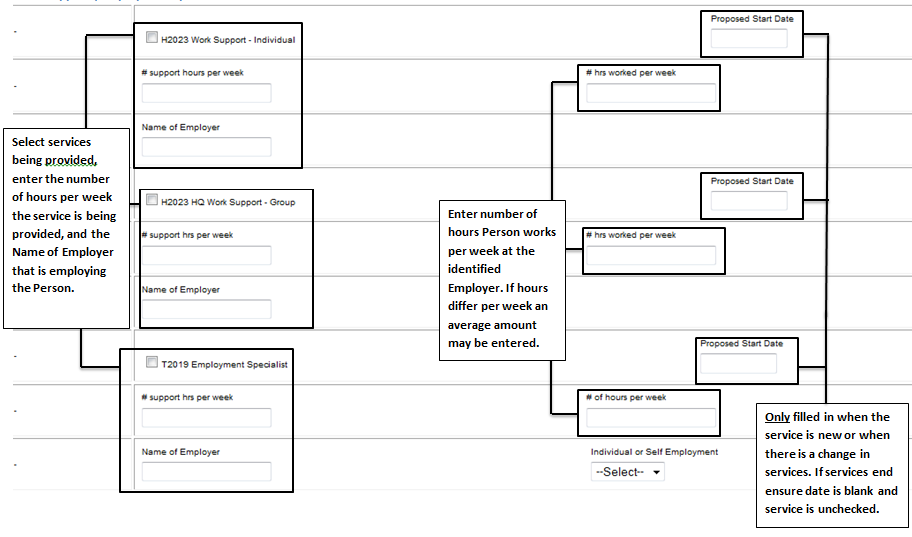 Proposed Start Date
H2023 Work Support - Individual
# support hours per week
# hrs worked per week
Name of Employer
Select services
being provided,
enter the number
of hours per week
the service is being
provided, and the
Name of Employer
that is employing
the Person.
Proposed Start Date
H2023 HQ Work Support - Group
# support hrs per week
# hrs worked per week
Name of Employer
Enter number of
hours Person works
per week at the
identified
Employer. If hours
differ per week an
average amount
may be entered.
Proposed Start Date
T2019 Employment Specialist
# support hrs per week
# of hours per week
Name of Employer
Individual or Self Employment
--Select--
Only filled in when the
service is new or when
there is a change in
services. If services end
ensure date is blank and
service is unchecked.